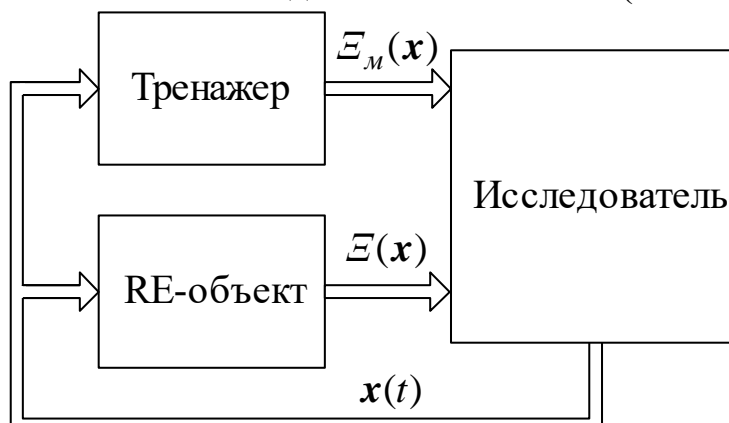 Ξм(x)
Тренажер
Исследователь
Ξ(x)
RE-объект
x(t)